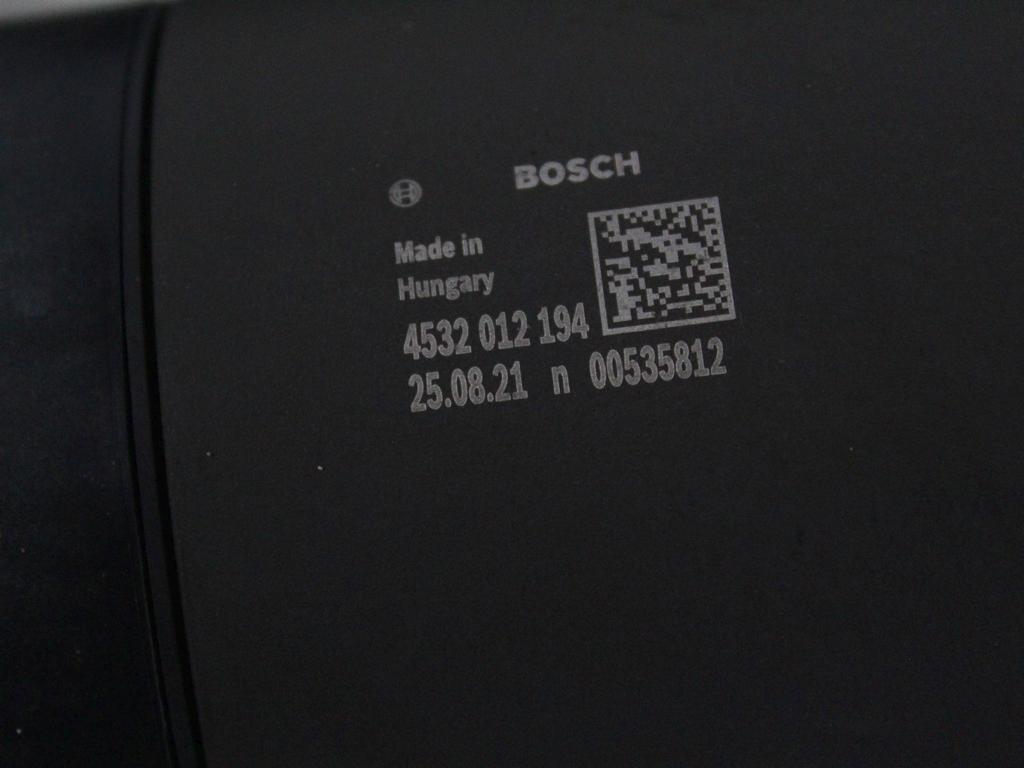 BOSCH
Made in
Hungary
4532 012 194
25.08.21 n 00535812